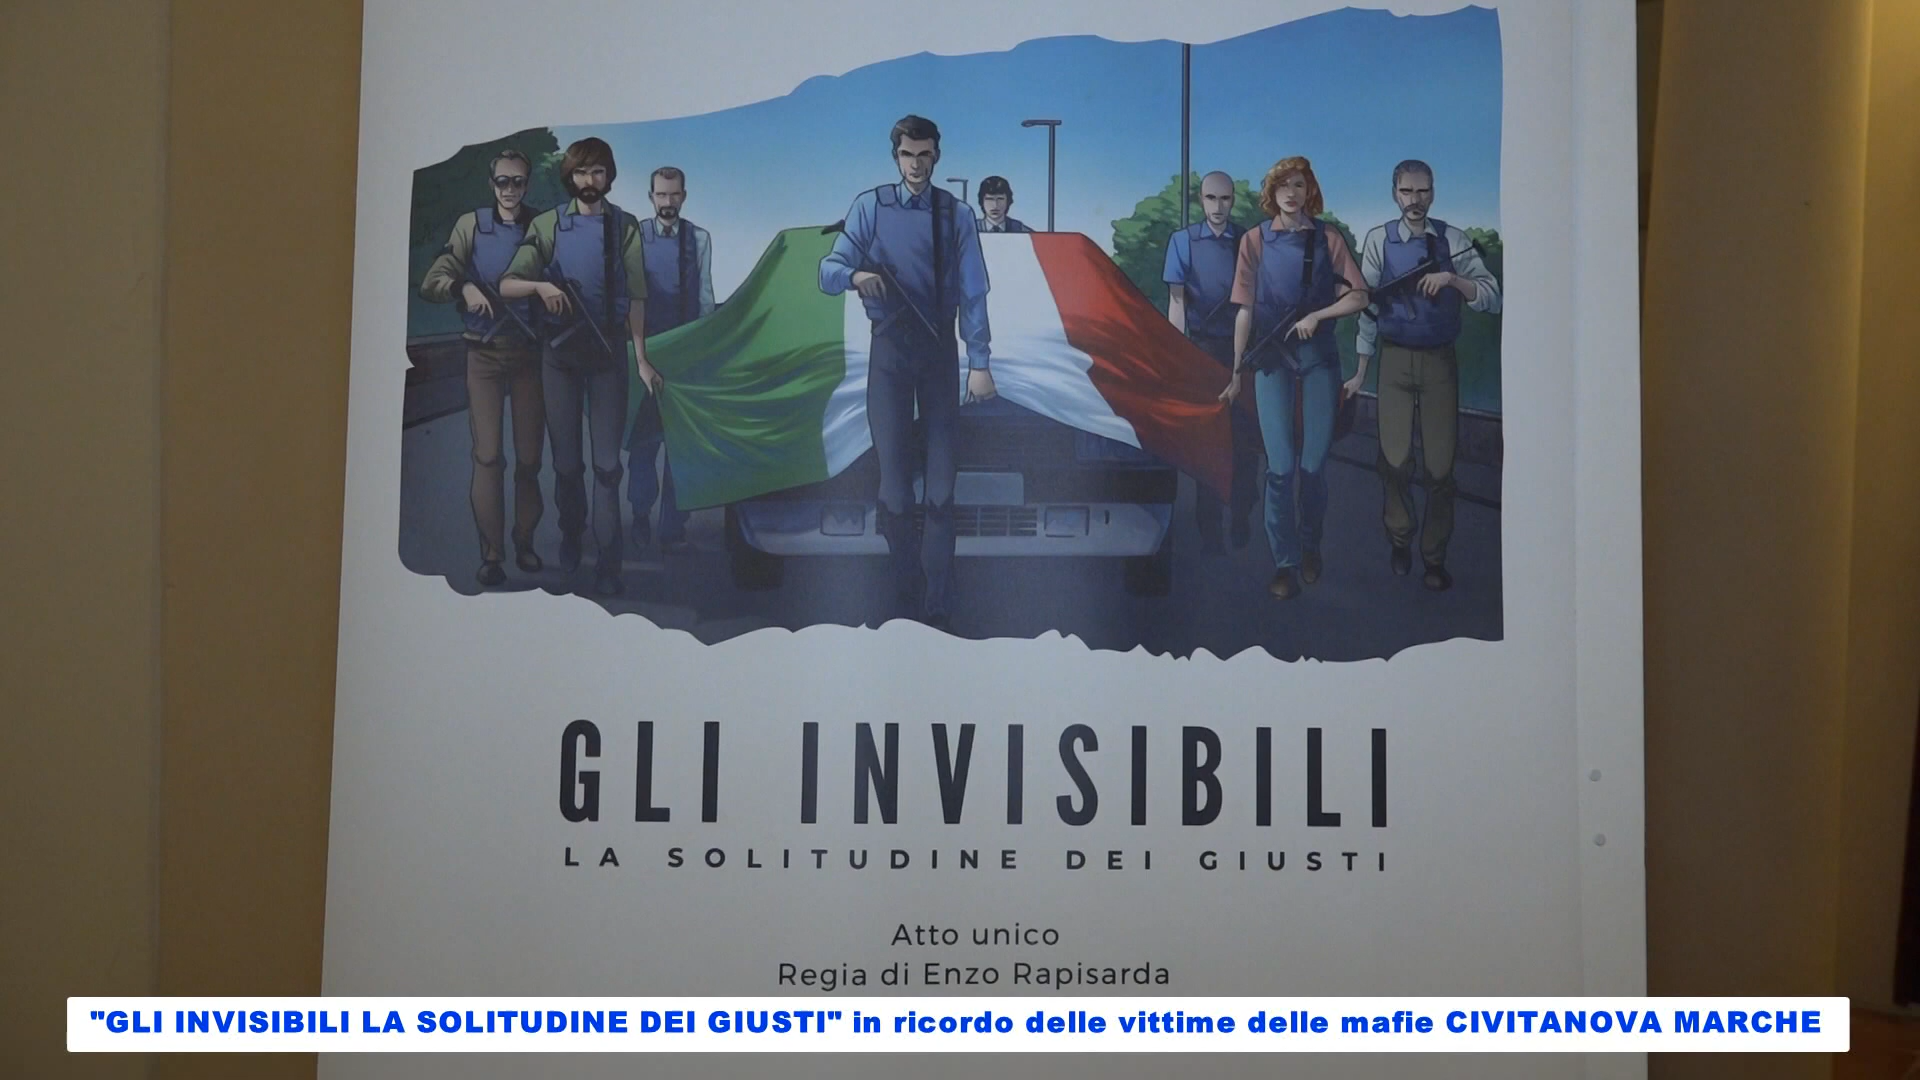 GLI INVISIBILI
LA SOLITUDINE DEI GIUSTI
Atto unico
Regia di Enzo Rapisarda
"GLI INVISIBILI LA SOLITUDINE DEI GIUSTI" in ricordo delle vittime delle mafie CIVITANOVA MARCHE